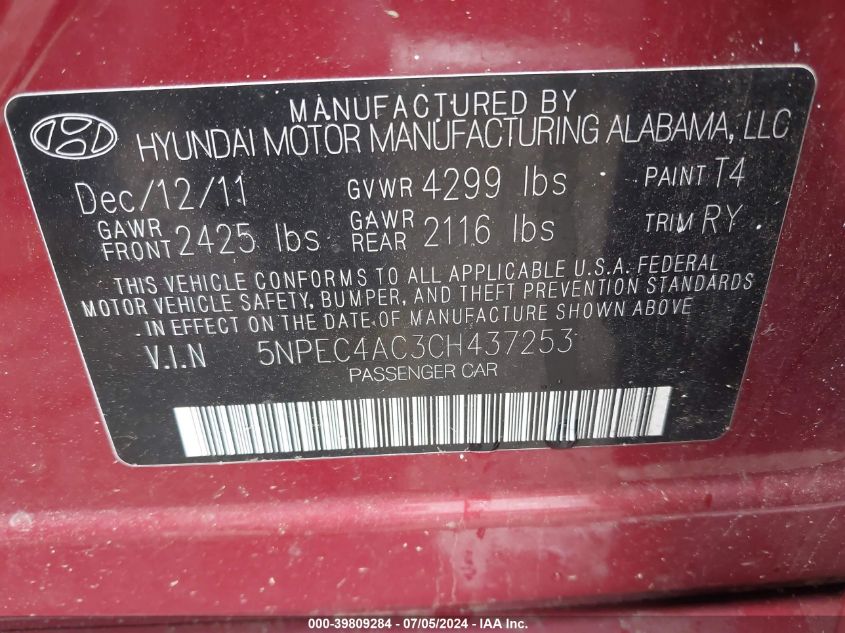 MANUFACTURED BY
HYUNDAI MOTOR MANUFACTURING ALABAMA, LLC
Dec/12/11 GVWR 4299 lbs PAINT T4
GAWR FRONT 2425 lbs GAWR REAR 2116 lbs TRIM RY
THIS VEHICLE CONFORMS TO ALL APPLICABLE U.S.A. FEDERAL
MOTOR VEHICLE SAFETY, BUMPER, AND THEFT PREVENTION STANDARDS
IN EFFECT ON THE DATE OF MANUFACTURE SHOWN ABOVE
V.I.N 5NPEC4AC3CH437253
PASSENGER CAR
000-39809284 - 07/05/2024 - IAAI Inc.